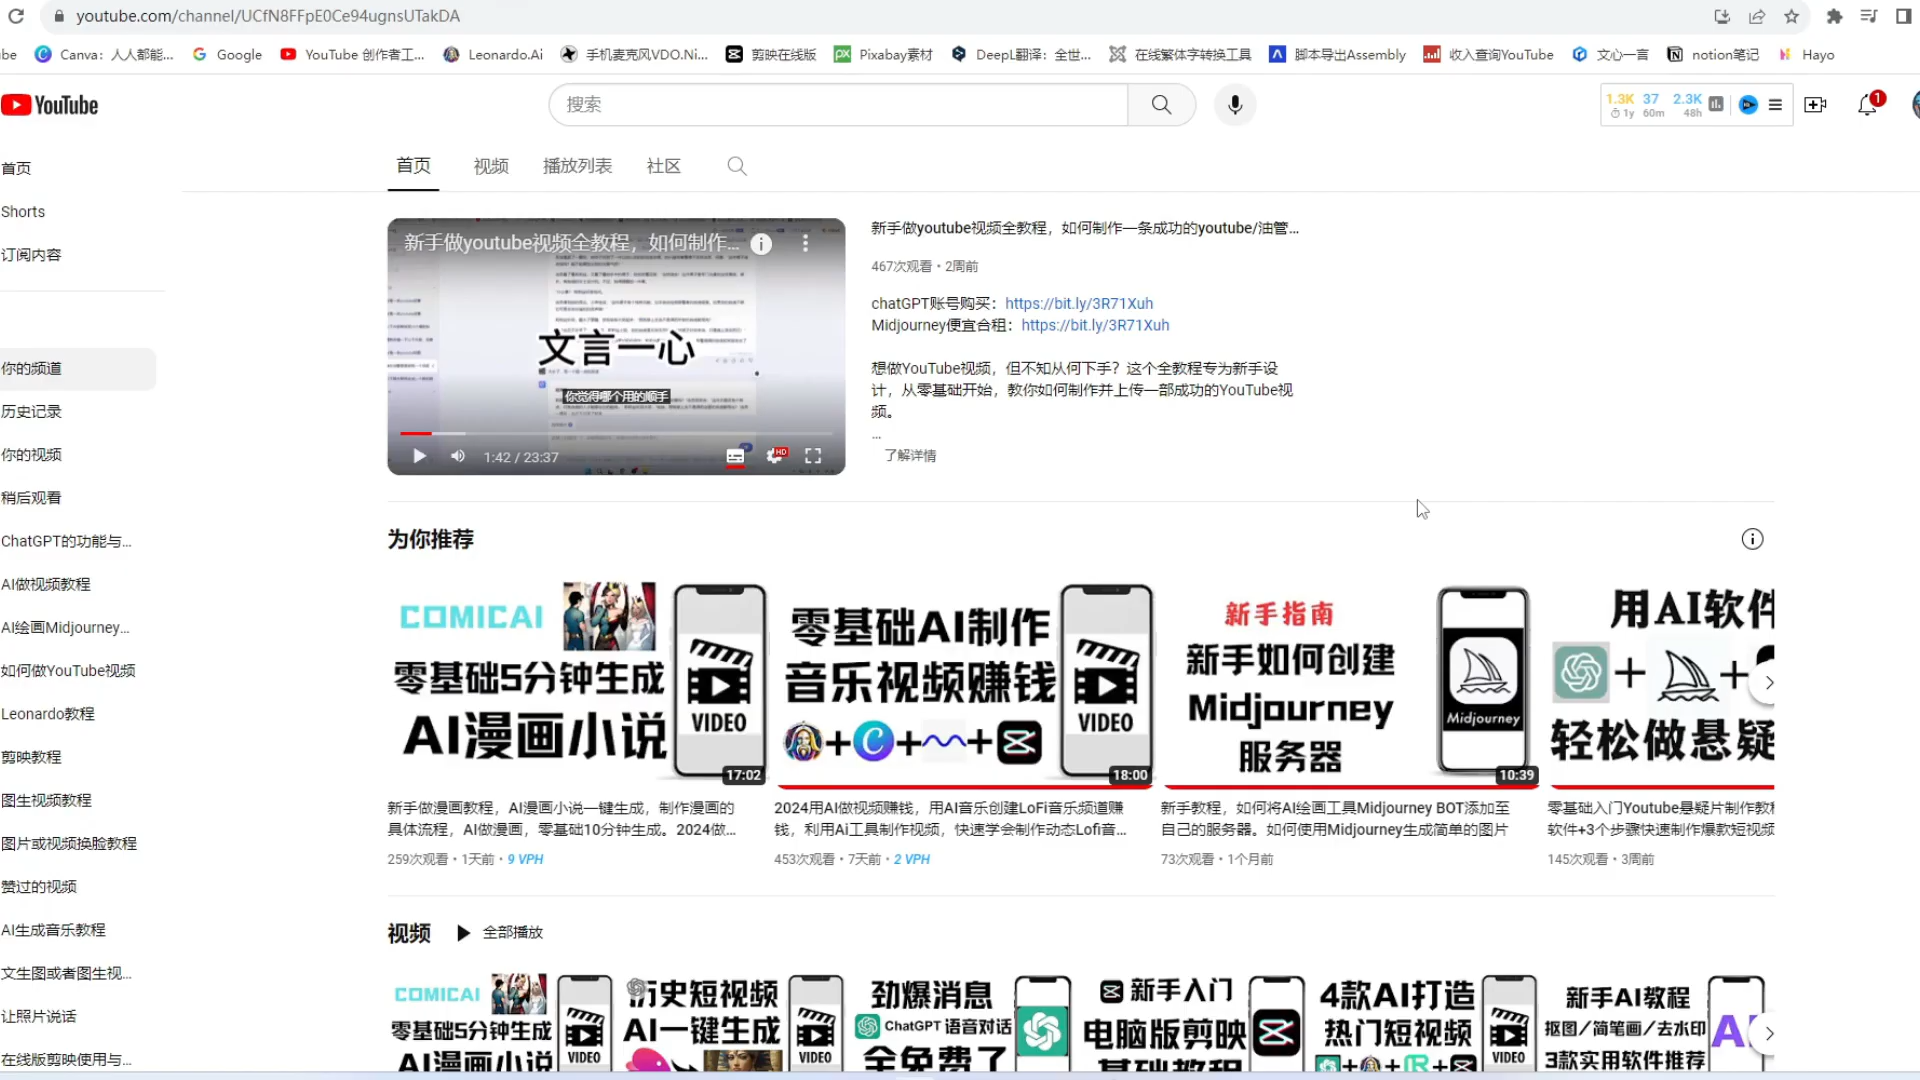 youtube.com/channel/UCfN8FFpE0Ce94ugnsUTakDA
be
Canva：人人都能...
Google
YouTube 创作者工...
Leonardo.Ai
手机麦克风VDO.Ni...
剪映在线版
Pixabay素材
DeepL翻译：全世...
在线繁体字转换工具
脚本导出Assembly
收入查询YouTube
文心一言
notion笔记
Hayo
YouTube
搜索
1.3K 37 2.3K
1y 60m 48h
1
首页
Shorts
订阅内容
你的频道
历史记录
你的视频
稍后观看
ChatGPT的功能与...
AI做视频教程
AI绘画Midjourney...
如何做YouTube视频
Leonardo教程
剪映教程
图生视频教程
图片或视频换脸教程
赞过的视频
AI生成音乐教程
文生图或者图生视...
让照片说话
在线版剪映使用与...
首页 视频 播放列表 社区
新手做youtube视频全教程，如何制作...
文言一心
你觉得哪个用的顺手
1:42 / 23:37
HD
新手做youtube视频全教程，如何制作一条成功的youtube/油管...
467次观看・2周前
chatGPT账号购买：https://bit.ly/3R71Xuh
Midjourney便宜合租：https://bit.ly/3R71Xuh
想做YouTube视频，但不知从何下手？这个全教程专为新手设
计，从零基础开始，教你如何制作并上传一部成功的YouTube视
频。
...
了解详情
为你推荐
COMICAI
零基础5分钟生成
AI漫画小说
VIDEO
17:02
新手做漫画教程，AI漫画小说一键生成，制作漫画的
具体流程，AI做漫画，零基础10分钟生成。2024做...
259次观看・1天前・9 VPH
零基础AI制作
音乐视频赚钱
VIDEO
18:00
2024用AI做视频赚钱，用AI音乐创建LoFi音乐频道赚
钱，利用Ai工具制作视频，快速学会制作动态Lofi音...
453次观看・7天前・2 VPH
新手指南
新手如何创建
Midjourney
服务器
Midjourney
10:39
新手教程，如何将AI绘画工具Midjourney BOT添加至
自己的服务器。如何使用Midjourney生成简单的图片
73次观看・1个月前
用AI软件
轻松做悬疑
零基础入门Youtube悬疑片制作教程
软件+3个步骤快速制作爆款短视频
145次观看・3周前
视频
全部播放
COMICAI
零基础5分钟生成
AI漫画小说
VIDEO
历史短视频
AI一键生成
VIDEO
劲爆消息
ChatGPT 语音对话
全免费了
新手入门
电脑版剪映
基础教程
4款AI打造
热门短视频
VIDEO
新手AI教程
抠图/简笔画/去水印
3款实用软件推荐
A